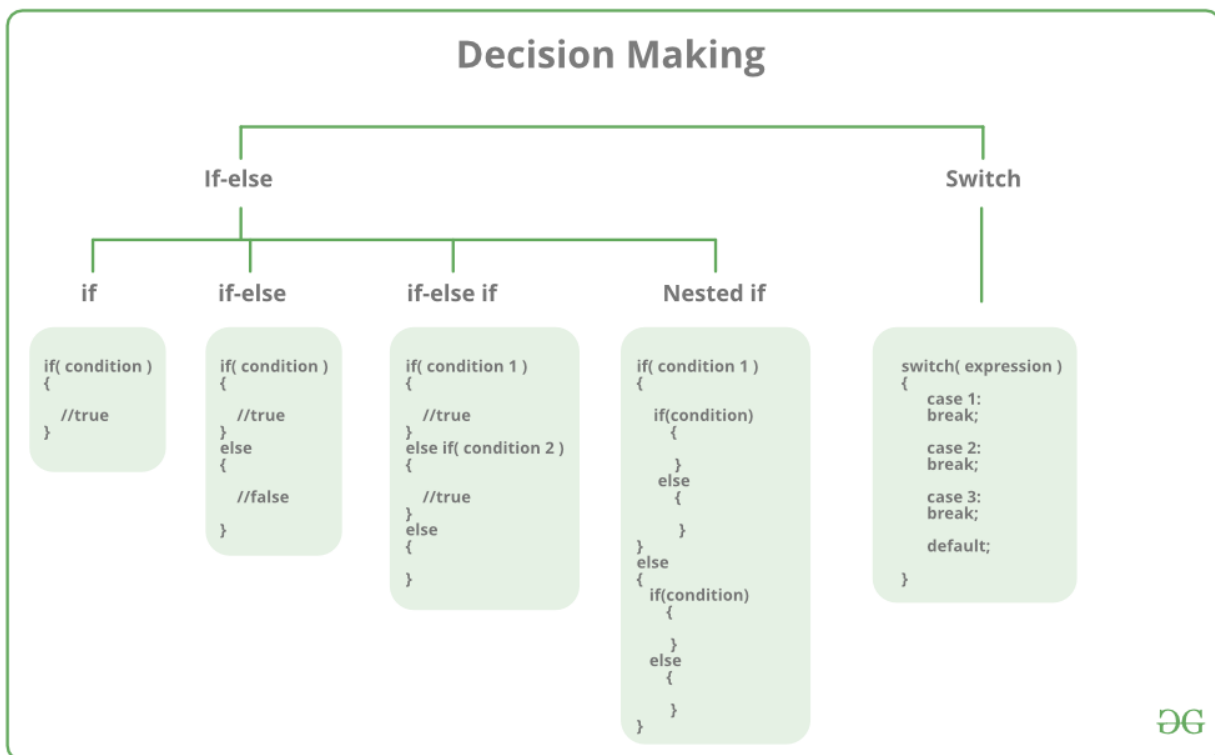 Decision Making
If-else
Switch
if
if-else
if-else if
Nested if
if( condition )
{
//true
}
if( condition )
{
//true
}
else
{
//false
}
if( condition 1 )
{
//true
}
else if( condition 2 )
{
//true
}
else
{
}
if( condition 1 )
{
if(condition)
{
}
else
{
}
}
else
{
if(condition)
{
}
else
{
}
}
switch( expression )
{
case 1:
break;
case 2:
break;
case 3:
break;
default;
}